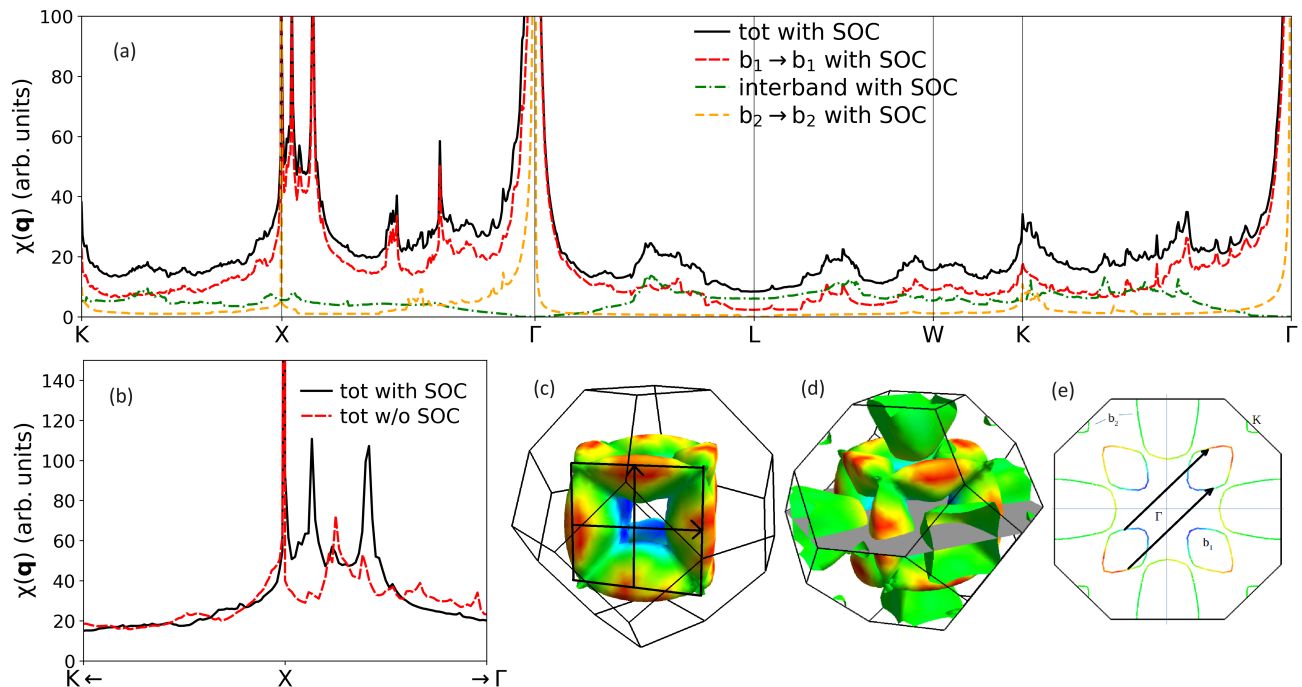 (a)
100
80
60
40
20
0
χ(q) (arb. units)
tot with SOC
b₁→b₁ with SOC
interband with SOC
b₂→b₂ with SOC
K X Γ L W K Γ
(b)
140
120
100
80
60
40
20
0
χ(q) (arb. units)
tot with SOC
tot w/o SOC
K← X →Γ
(c)
(d)
(e)
b₂
K
Γ
b₁